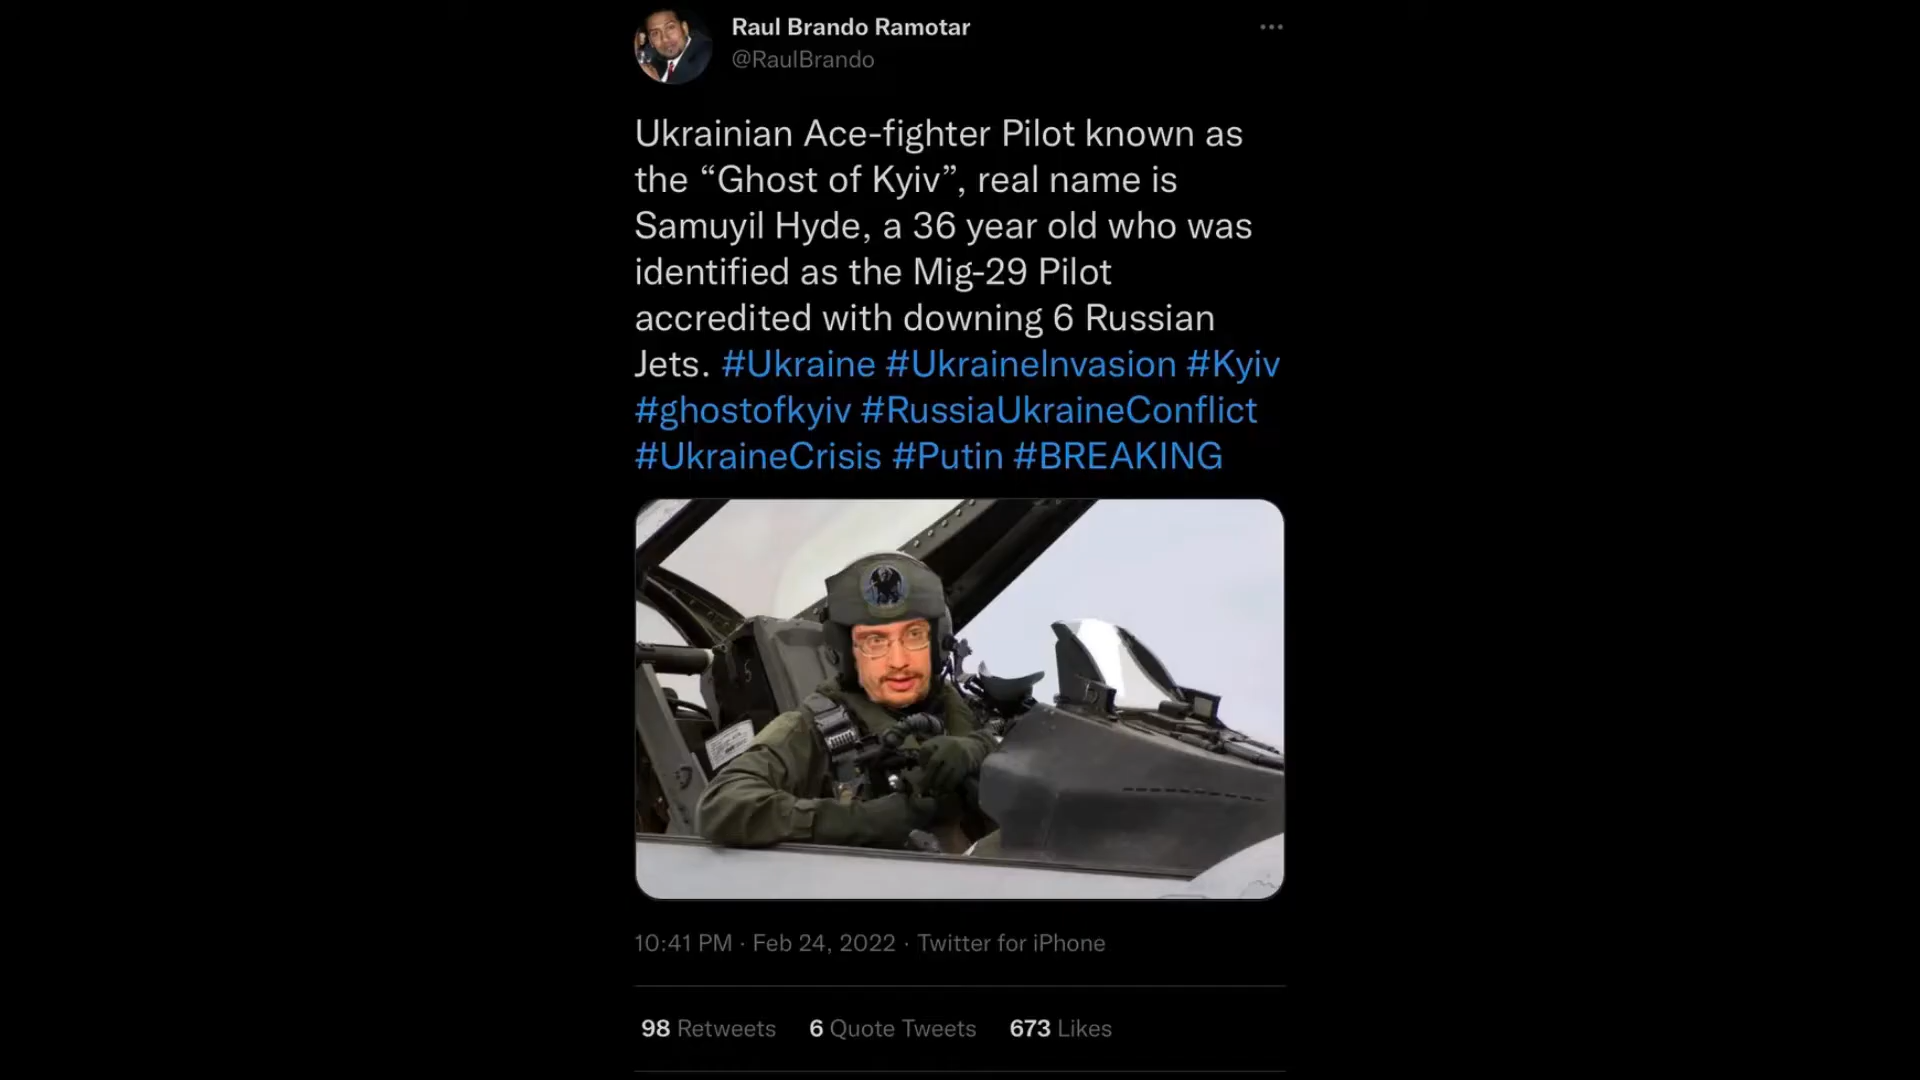 Raul Brando Ramotar
@RaulBrando
Ukrainian Ace-fighter Pilot known as
the “Ghost of Kyiv”, real name is
Samuyil Hyde, a 36 year old who was
identified as the Mig-29 Pilot
accredited with downing 6 Russian
Jets. #Ukraine #UkraineInvasion #Kyiv
#ghostofkyiv #RussiaUkraineConflict
#UkraineCrisis #Putin #BREAKING
10:41 PM · Feb 24, 2022 · Twitter for iPhone
98 Retweets 6 Quote Tweets 673 Likes